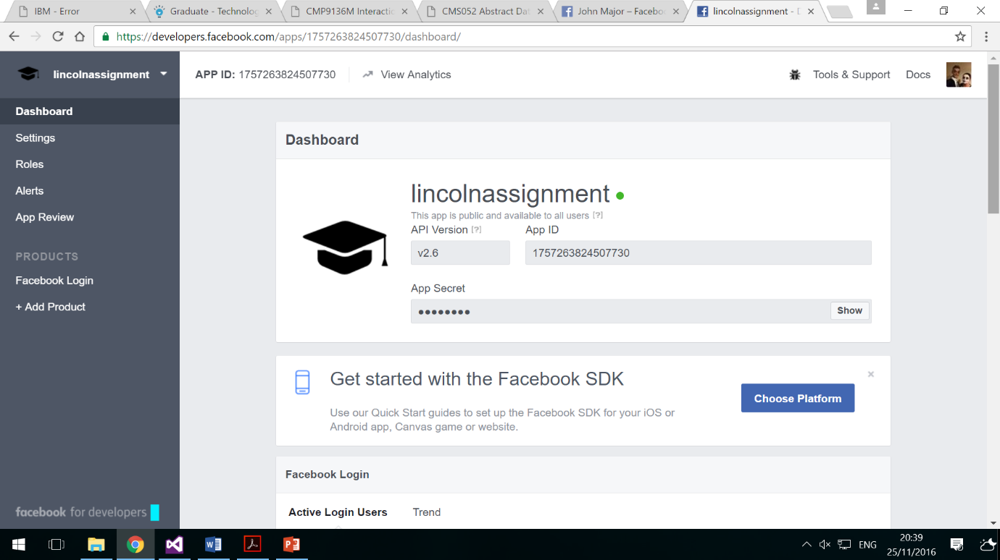 IBM - Error
Graduate - Technolog
CMP9136M Interactic
CMS052 Abstract Dat
John Major – Facebo
lincolnassignment - D
https://developers.facebook.com/apps/1757263824507730/dashboard/
lincolnassignment
APP ID: 1757263824507730
View Analytics
Tools & Support
Docs
Dashboard
Settings
Roles
Alerts
App Review
PRODUCTS
Facebook Login
+ Add Product
facebook for developers
Dashboard
lincolnassignment
This app is public and available to all users [?]
API Version [?]
App ID
v2.6
1757263824507730
App Secret
●●●●●●●●
Show
Get started with the Facebook SDK
Use our Quick Start guides to set up the Facebook SDK for your iOS or
Android app, Canvas game or website.
Choose Platform
Facebook Login
Active Login Users
Trend
ENG
20:39
25/11/2016